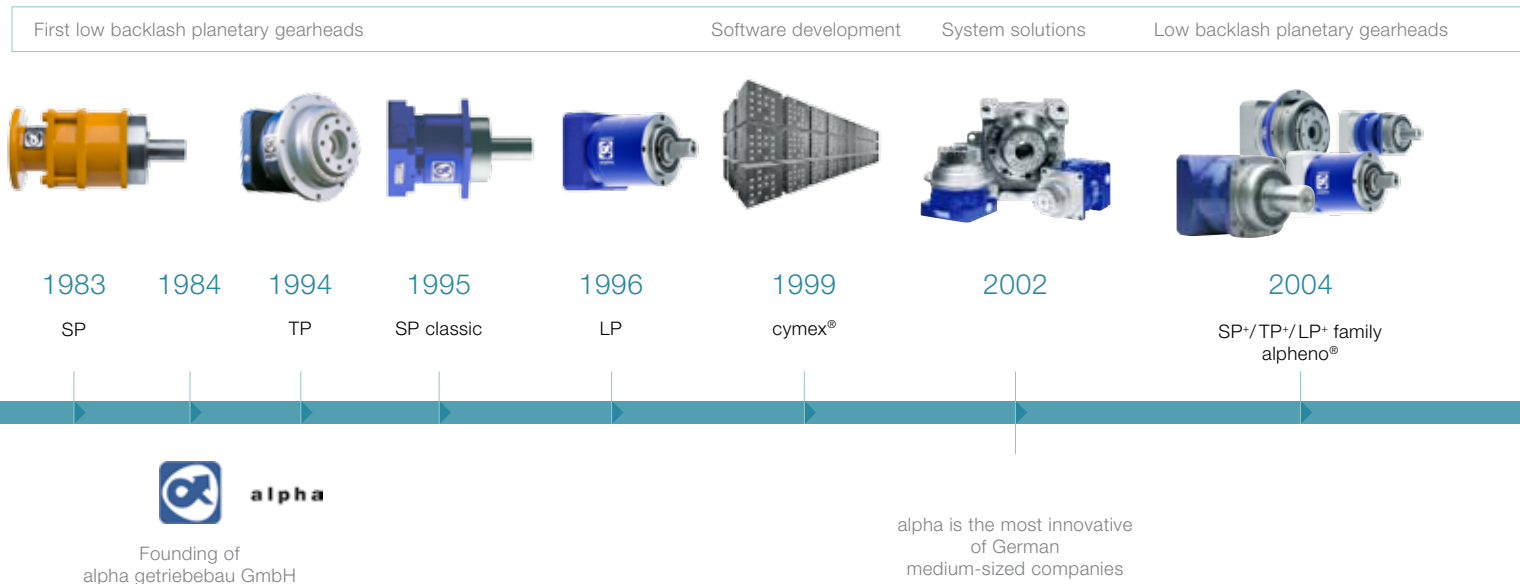 First low backlash planetary gearheads
Software development
System solutions
Low backlash planetary gearheads
1983
1984
1994
1995
1996
1999
2002
2004
SP
TP
SP classic
LP
cymex®
SP+/TP+/LP+ family
alpheno®
alpha
Founding of
alpha getriebebau GmbH
alpha is the most innovative
of German
medium-sized companies